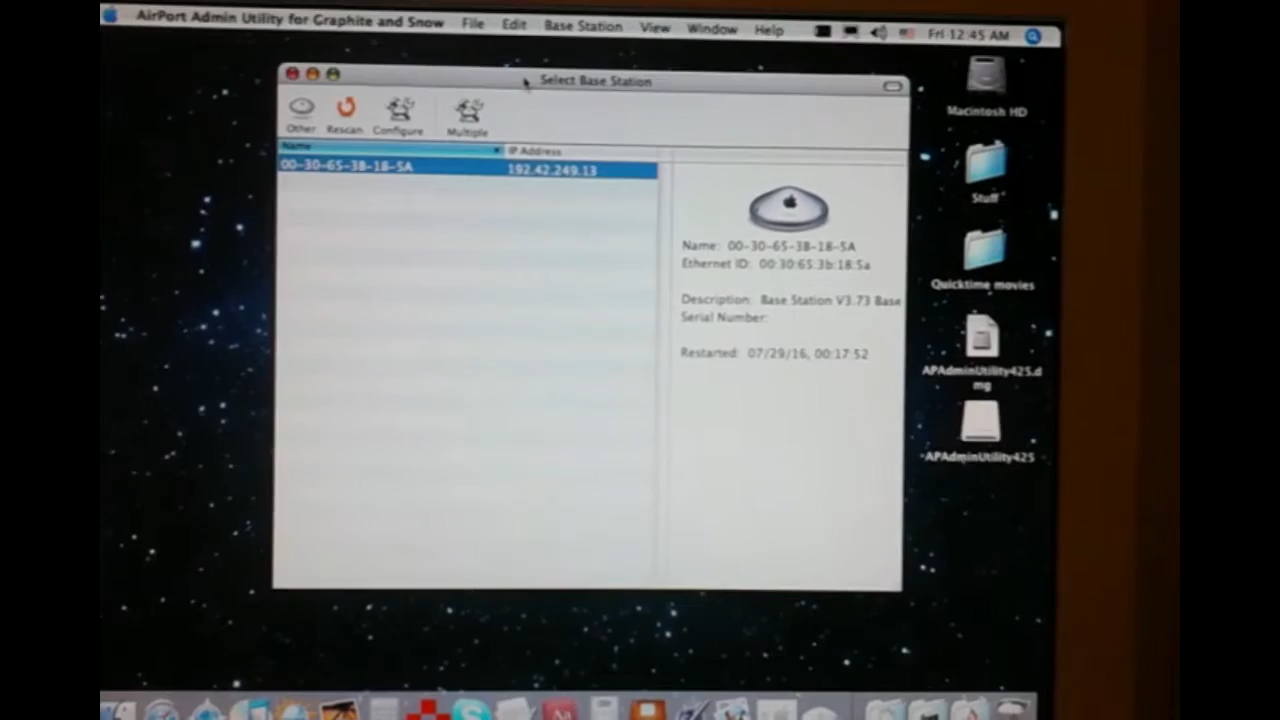 AirPort Admin Utility for Graphite and Snow File Edit Base Station View Window Help Fri 12:45 AM
Select Base Station
Other Rescan Configure Multiple
Name IP Address
00-30-65-3B-18-5A 192.42.249.13
Name: 00-30-65-3B-18-5A
Ethernet ID: 00:30:65:3b:18:5a
Description: Base Station V3.73 Base
Serial Number:
Restarted: 07/29/16, 00:17:52
Macintosh HD
Stuff
Quicktime movies
APAdminUtility425.d
mg
APAdminUtility425
Aa